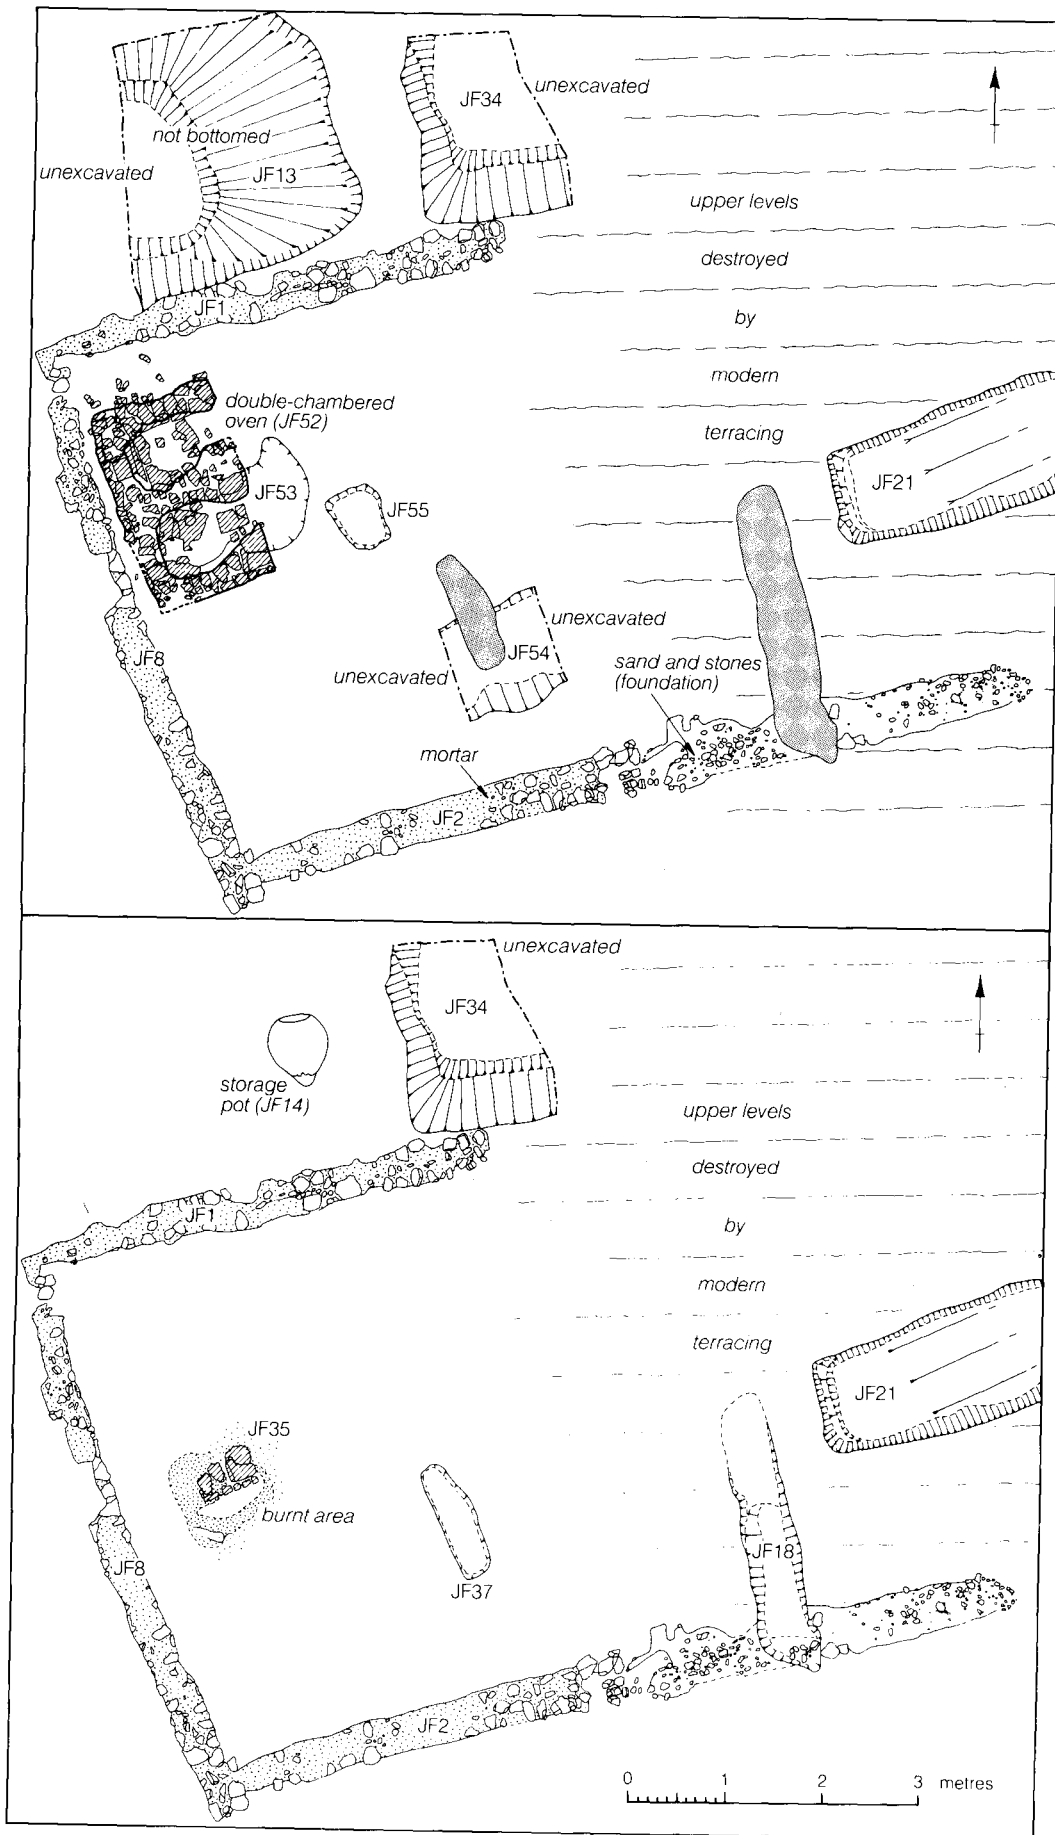 JF34
unexcavated
not bottomed
unexcavated
JF13
upper levels
destroyed
JF1
by
modern
double-chambered
oven (JF52)
terracing
JF21
JF53
JF55
unexcavated
JF54
JF8
unexcavated
sand and stones
(foundation)
mortar
JF2
unexcavated
JF34
storage
pot (JF14)
upper levels
destroyed
JF1
by
modern
terracing
JF21
JF35
burnt area
JF18
JF8
JF37
JF2
0 1 2 3 metres